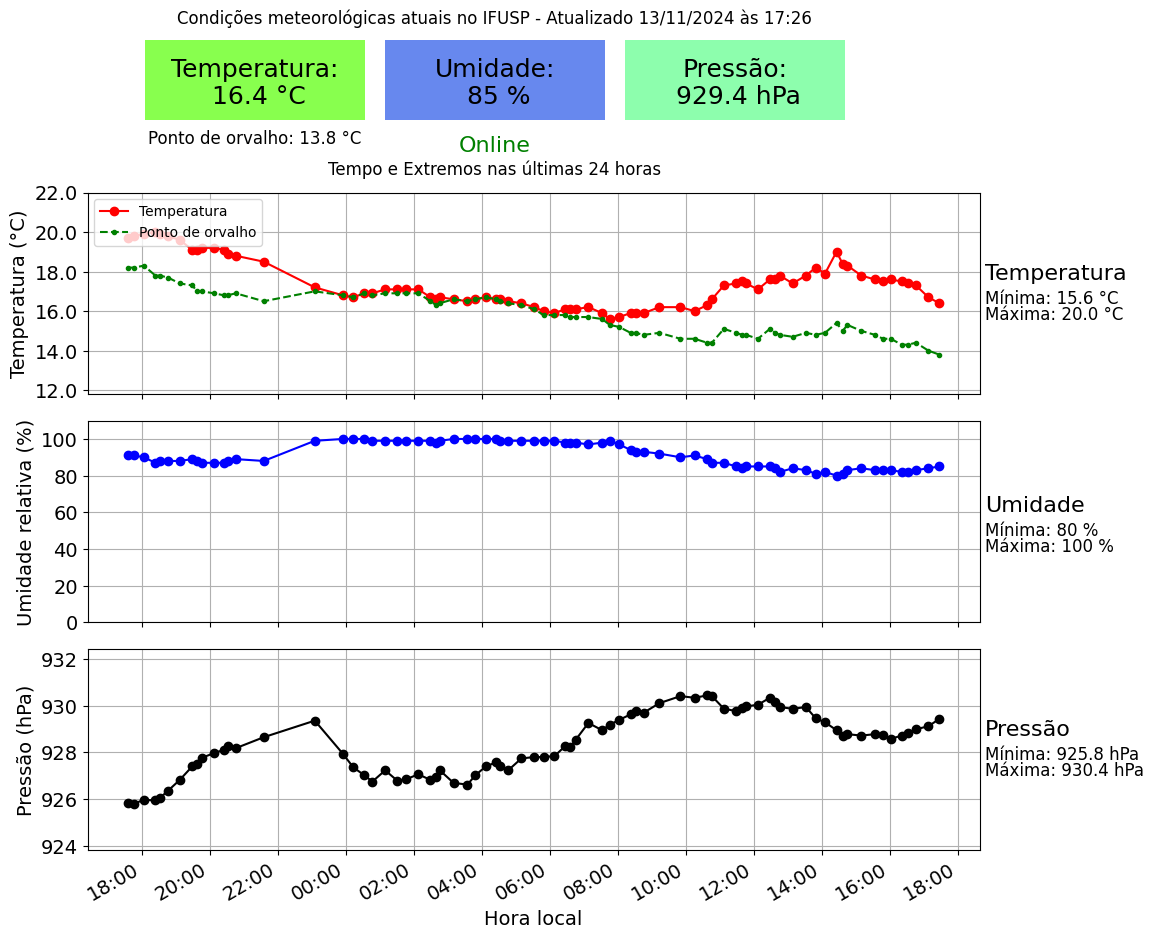 Condições meteorológicas atuais no IFUSP - Atualizado 13/11/2024 às 17:26
Temperatura:
16.4 °C
Umidade:
85 %
Pressão:
929.4 hPa
Ponto de orvalho: 13.8 °C
Online
Tempo e Extremos nas últimas 24 horas
Temperatura (°C)
22.0
20.0
18.0
16.0
14.0
12.0
Temperatura
Ponto de orvalho
Temperatura
Mínima: 15.6 °C
Máxima: 20.0 °C
Umidade relativa (%)
100
80
60
40
20
0
Umidade
Mínima: 80 %
Máxima: 100 %
Pressão (hPa)
932
930
928
926
924
Pressão
Mínima: 925.8 hPa
Máxima: 930.4 hPa
18:00 20:00 22:00 00:00 02:00 04:00 06:00 08:00 10:00 12:00 14:00 16:00 18:00
Hora local